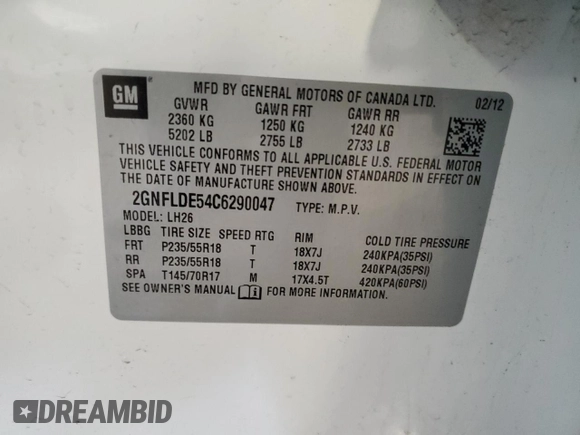 GM
MFD BY GENERAL MOTORS OF CANADA LTD. 02/12
GVWR GAWR FRT GAWR RR
2360 KG 1250 KG 1240 KG
5202 LB 2755 LB 2733 LB
THIS VEHICLE CONFORMS TO ALL APPLICABLE U.S. FEDERAL MOTOR
VEHICLE SAFETY AND THEFT PREVENTION STANDARDS IN EFFECT ON
THE DATE OF MANUFACTURE SHOWN ABOVE.
2GNFLDE54C6290047 TYPE: M.P.V.
MODEL: LH26
LBBG TIRE SIZE SPEED RTG RIM COLD TIRE PRESSURE
FRT P235/55R18 T 18X7J 240KPA(35PSI)
RR P235/55R18 T 18X7J 240KPA(35PSI)
SPA T145/70R17 M 17X4.5T 420KPA(60PSI)
SEE OWNER'S MANUAL FOR MORE INFORMATION.
DREAMBID